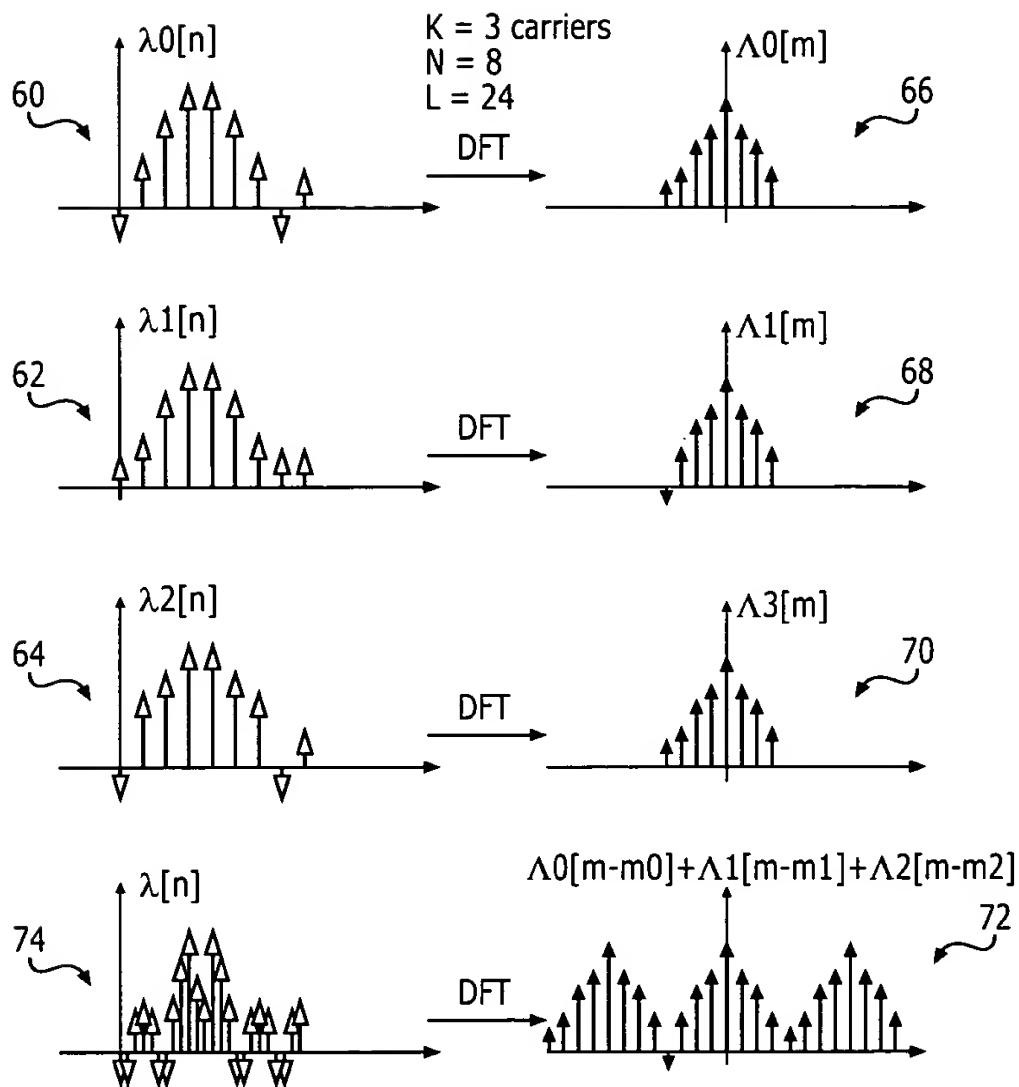 λ0[n]
K = 3 carriers
N = 8
L = 24
Λ0[m]
60
66
DFT
λ1[n]
Λ1[m]
62
68
DFT
λ2[n]
Λ3[m]
64
70
DFT
λ[n]
Λ0[m-m0]+Λ1[m-m1]+Λ2[m-m2]
74
72
DFT